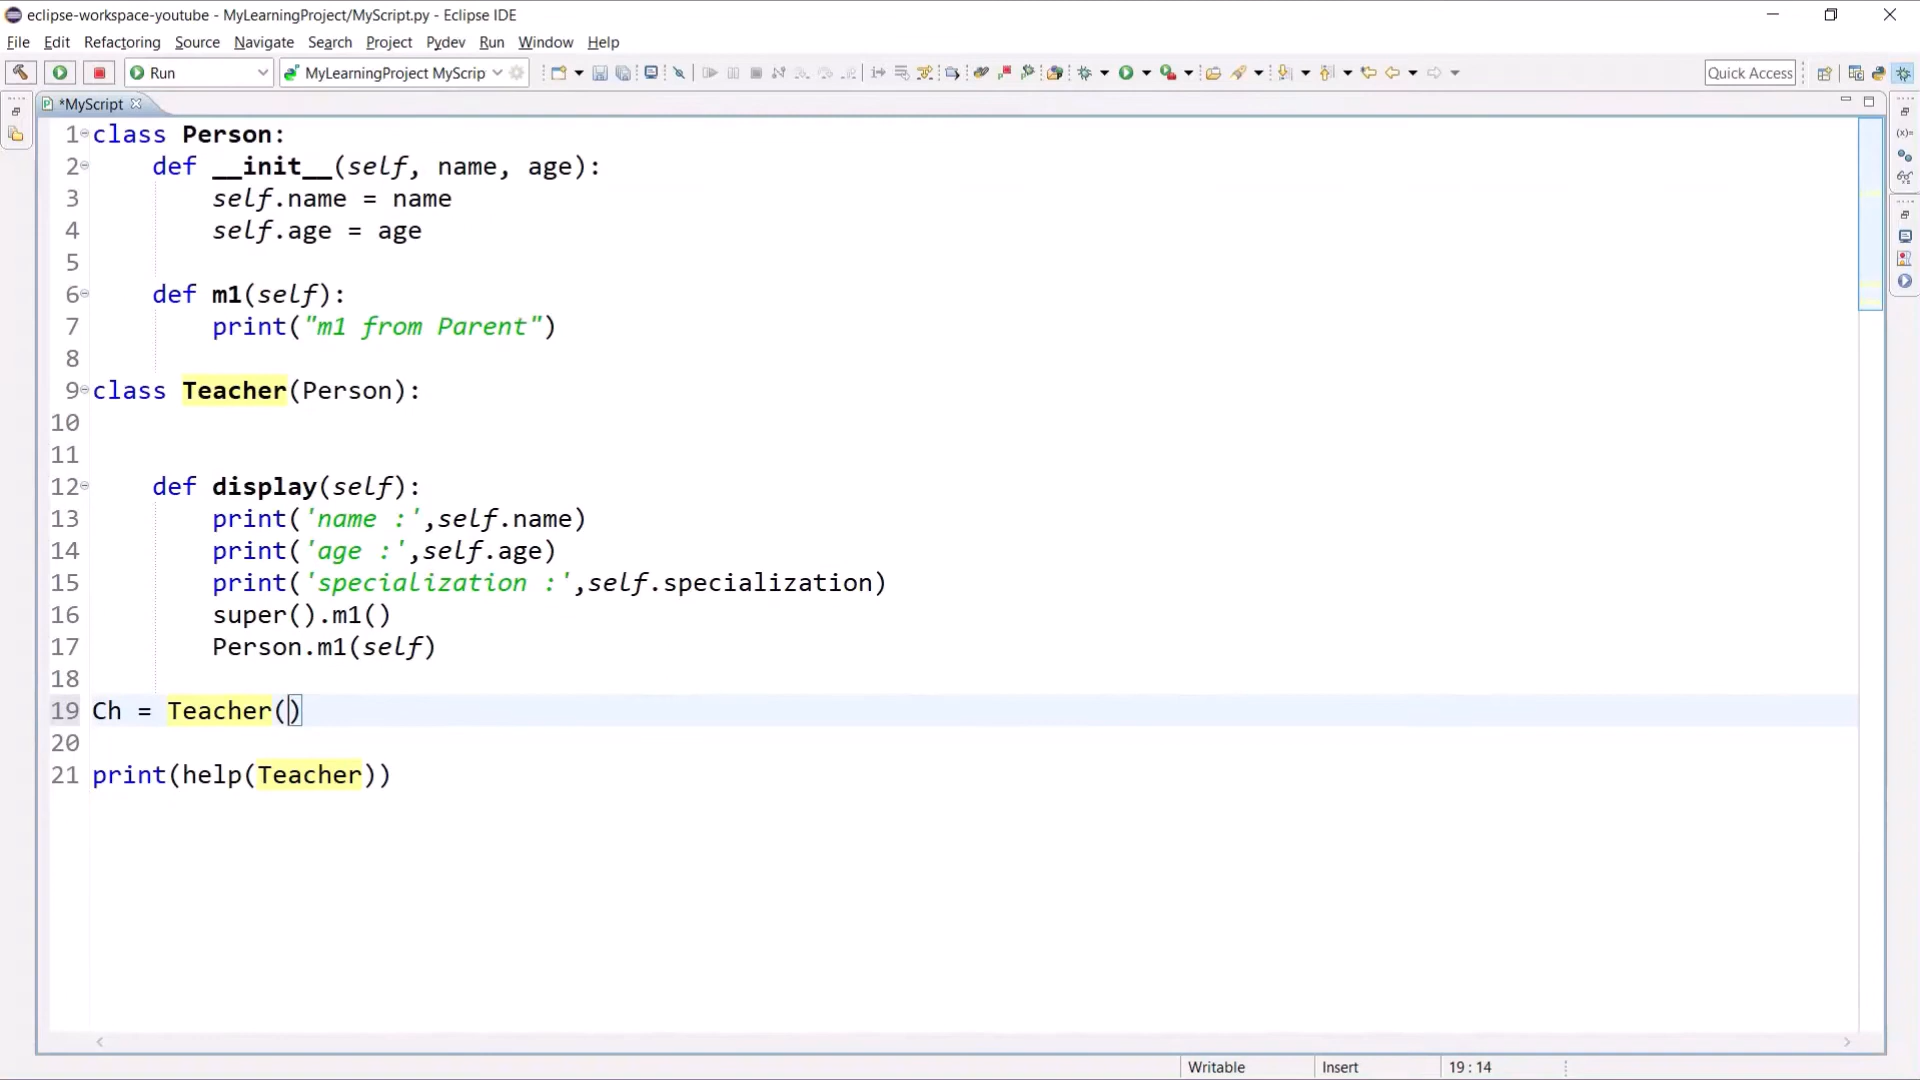 eclipse-workspace-youtube - MyLearningProject/MyScript.py - Eclipse IDE
File Edit Refactoring Source Navigate Search Project Pydev Run Window Help
Run MyLearningProject MyScrip Quick Access
*MyScript
1 class Person:
2     def __init__(self, name, age):
3         self.name = name
4         self.age = age
5
6     def m1(self):
7         print("m1 from Parent")
8
9 class Teacher(Person):
10
11
12     def display(self):
13         print('name :',self.name)
14         print('age :',self.age)
15         print('specialization :',self.specialization)
16         super().m1()
17         Person.m1(self)
18
19 Ch = Teacher()
20
21 print(help(Teacher))
Writable Insert 19 : 14